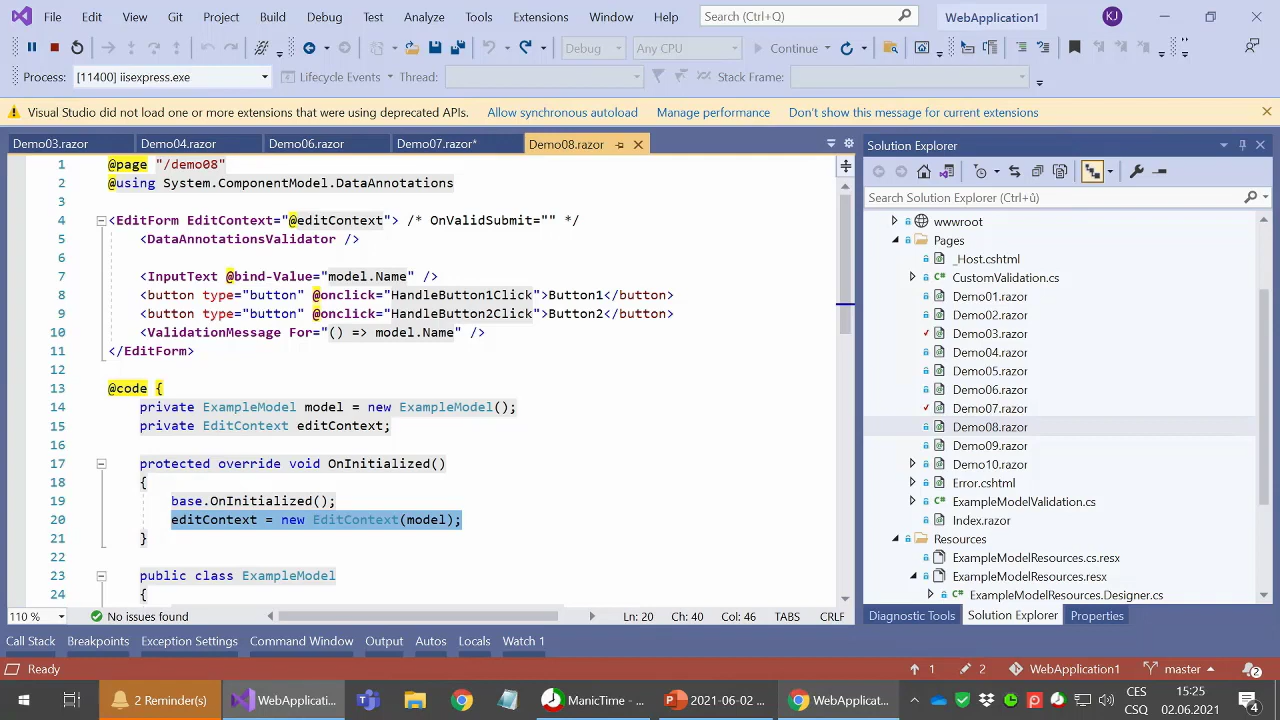 File Edit View Git Project Build Debug Test Analyze Tools Extensions Window Help Search (Ctrl+Q) WebApplication1 KJ
Debug Any CPU Continue
Process: [11400] iisexpress.exe Lifecycle Events Thread: Stack Frame:
Visual Studio did not load one or more extensions that were using deprecated APIs. Allow synchronous autoload Manage performance Don't show this message for current extensions
Demo03.razor Demo04.razor Demo06.razor Demo07.razor* Demo08.razor
1 @page "/demo08"
2 @using System.ComponentModel.DataAnnotations
3
4 <EditForm EditContext="@editContext"> /* OnValidSubmit="" */
5 <DataAnnotationsValidator />
6
7 <InputText @bind-Value="model.Name" />
8 <button type="button" @onclick="HandleButton1Click">Button1</button>
9 <button type="button" @onclick="HandleButton2Click">Button2</button>
10 <ValidationMessage For="() => model.Name" />
11 </EditForm>
12
13 @code {
14 private ExampleModel model = new ExampleModel();
15 private EditContext editContext;
16
17 protected override void OnInitialized()
18 {
19 base.OnInitialized();
20 editContext = new EditContext(model);
21 }
22
23 public class ExampleModel
24 {
110 % No issues found Ln: 20 Ch: 40 Col: 46 TABS CRLF
Solution Explorer
Search Solution Explorer (Ctrl+ů)
wwwroot
Pages
_Host.cshtml
CustomValidation.cs
Demo01.razor
Demo02.razor
Demo03.razor
Demo04.razor
Demo05.razor
Demo06.razor
Demo07.razor
Demo08.razor
Demo09.razor
Demo10.razor
Error.cshtml
ExampleModelValidation.cs
Index.razor
Resources
ExampleModelResources.cs.resx
ExampleModelResources.resx
ExampleModelResources.Designer.cs
Diagnostic Tools Solution Explorer Properties
Call Stack Breakpoints Exception Settings Command Window Output Autos Locals Watch 1
Ready 1 2 WebApplication1 master 2
2 Reminder(s) WebApplicati... ManicTime - ... 2021-06-02 ... WebApplicat... CES 15:25
CSQ 02.06.2021 4